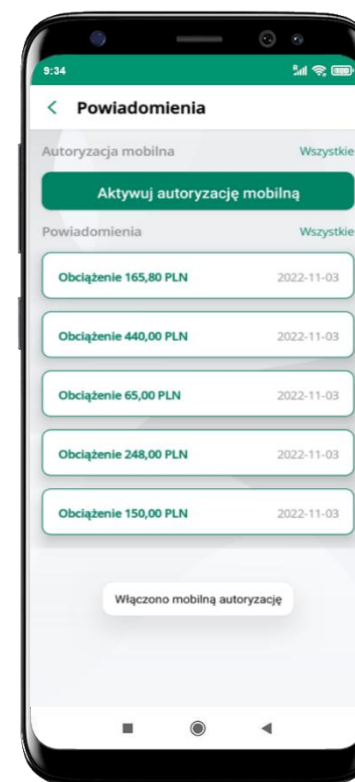 9:34
Powiadomienia
Autoryzacja mobilna Wszystkie
Aktywuj autoryzację mobilną
Powiadomienia Wszystkie
Obciążenie 165,80 PLN 2022-11-03
Obciążenie 440,00 PLN 2022-11-03
Obciążenie 65,00 PLN 2022-11-03
Obciążenie 248,00 PLN 2022-11-03
Obciążenie 150,00 PLN 2022-11-03
Włączono mobilną autoryzację